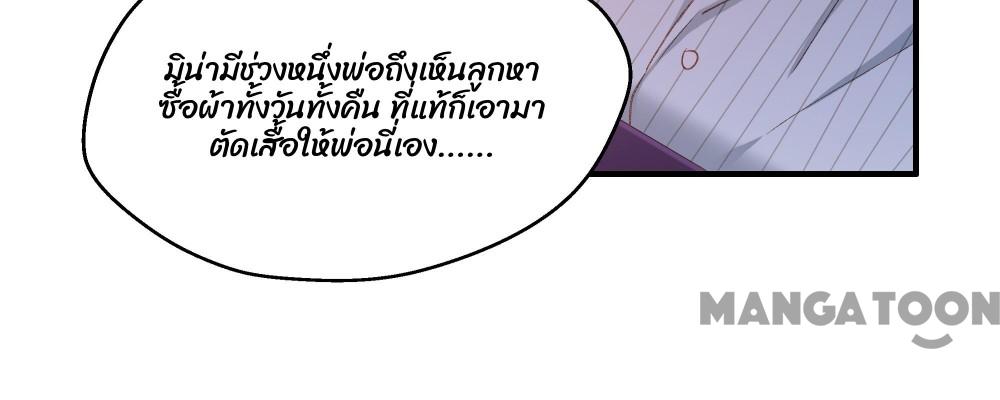 มิน่ามีช่วงหนึ่งพ่อถึงเห็นลูกหา
ซื้อผ้าทั้งวันทั้งคืน ที่แท้ก็เอามา
ตัดเสื้อให้พ่อนี่เอง......
MANGATOON